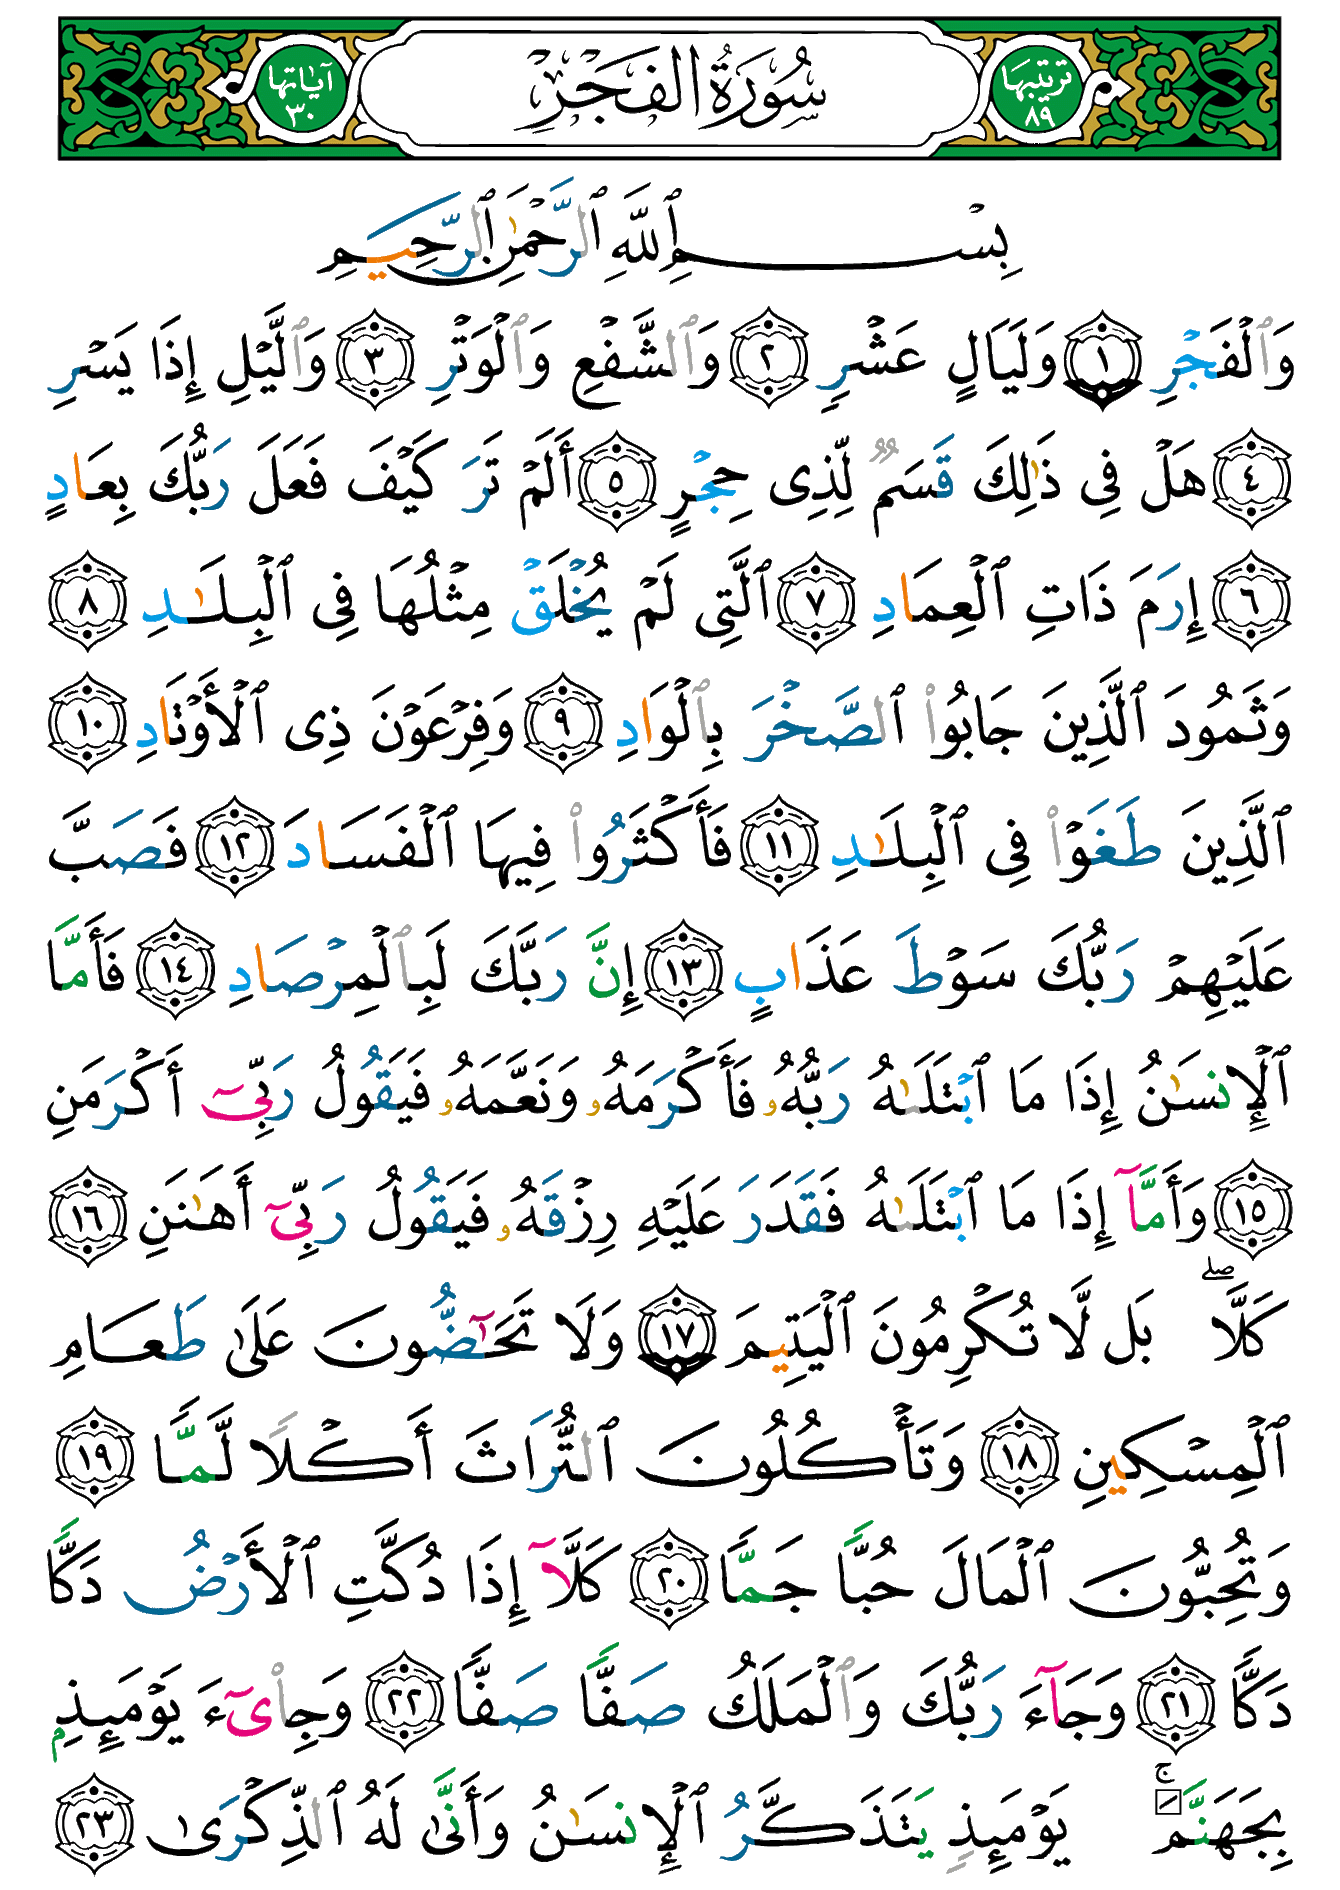 ترتيبها ٨٩ سُورَةُ الفَجْرِ آيَاتها ٣٠
بِسْمِ ٱللَّهِ ٱلرَّحْمَٰنِ ٱلرَّحِيمِ
وَٱلْفَجْرِ ١ وَلَيَالٍ عَشْرٍ ٢ وَٱلشَّفْعِ وَٱلْوَتْرِ ٣ وَٱلَّيْلِ إِذَا يَسْرِ
٤ هَلْ فِى ذَٰلِكَ قَسَمٌ لِّذِى حِجْرٍ ٥ أَلَمْ تَرَ كَيْفَ فَعَلَ رَبُّكَ بِعَادٍ
٦ إِرَمَ ذَاتِ ٱلْعِمَادِ ٧ ٱلَّتِى لَمْ يُخْلَقْ مِثْلُهَا فِى ٱلْبِلَٰدِ ٨
وَثَمُودَ ٱلَّذِينَ جَابُوا۟ ٱلصَّخْرَ بِٱلْوَادِ ٩ وَفِرْعَوْنَ ذِى ٱلْأَوْتَادِ ١٠
ٱلَّذِينَ طَغَوْا۟ فِى ٱلْبِلَٰدِ ١١ فَأَكْثَرُوا۟ فِيهَا ٱلْفَسَادَ ١٢ فَصَبَّ
عَلَيْهِمْ رَبُّكَ سَوْطَ عَذَابٍ ١٣ إِنَّ رَبَّكَ لَبِٱلْمِرْصَادِ ١٤ فَأَمَّا
ٱلْإِنسَٰنُ إِذَا مَا ٱبْتَلَىٰهُ رَبُّهُۥ فَأَكْرَمَهُۥ وَنَعَّمَهُۥ فَيَقُولُ رَبِّىٓ أَكْرَمَنِ
١٥ وَأَمَّآ إِذَا مَا ٱبْتَلَىٰهُ فَقَدَرَ عَلَيْهِ رِزْقَهُۥ فَيَقُولُ رَبِّىٓ أَهَٰنَنِ ١٦
كَلَّاۖ بَل لَّا تُكْرِمُونَ ٱلْيَتِيمَ ١٧ وَلَا تَحَٰٓضُّونَ عَلَىٰ طَعَامِ
ٱلْمِسْكِينِ ١٨ وَتَأْكُلُونَ ٱلتُّرَاثَ أَكْلًا لَّمًّا ١٩
وَتُحِبُّونَ ٱلْمَالَ حُبًّا جَمًّا ٢٠ كَلَّآ إِذَا دُكَّتِ ٱلْأَرْضُ دَكًّا
دَكًّا ٢١ وَجَآءَ رَبُّكَ وَٱلْمَلَكُ صَفًّا صَفًّا ٢٢ وَجِا۟ىٓءَ يَوْمَئِذٍۭ
بِجَهَنَّمَۚ يَوْمَئِذٍ يَتَذَكَّرُ ٱلْإِنسَٰنُ وَأَنَّىٰ لَهُ ٱلذِّكْرَىٰ ٢٣